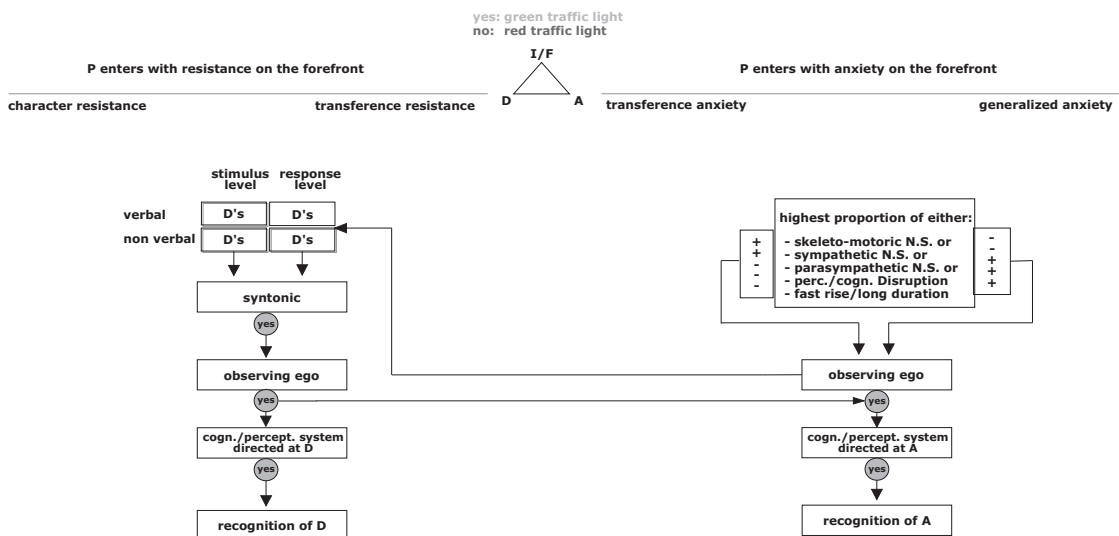 yes: green traffic light
no: red traffic light
I/F
P enters with resistance on the forefront
P enters with anxiety on the forefront
D
A
character resistance
transference resistance
transference anxiety
generalized anxiety
stimulus level
response level
verbal
D's
D's
non verbal
D's
D's
syntonic
yes
observing ego
yes
cogn./percept. system
directed at D
yes
recognition of D
highest proportion of either:
+
+
-
-
-
- skeleto-motoric N.S. or
- sympathetic N.S. or
- parasympathetic N.S. or
- perc./cogn. Disruption
- fast rise/long duration
-
-
+
+
+
observing ego
yes
cogn./percept. system
directed at A
yes
recognition of A